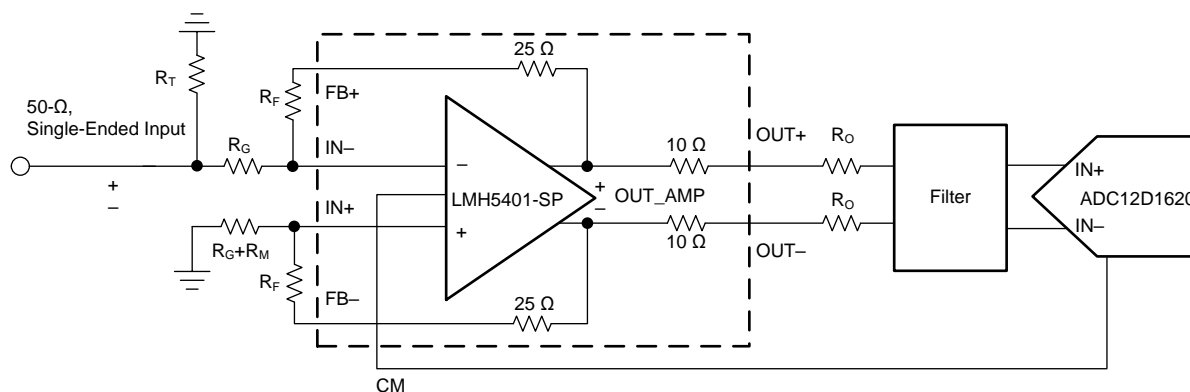 25 Ω
R_T
R_F
FB+
50-Ω,
Single-Ended Input
R_G
IN−
10 Ω
OUT+
R_O
+
−
−
LMH5401-SP
+
−
OUT_AMP
Filter
IN+
ADC12D1620
IN−
IN+
+
R_G+R_M
10 Ω
OUT−
R_O
R_F
FB−
25 Ω
CM